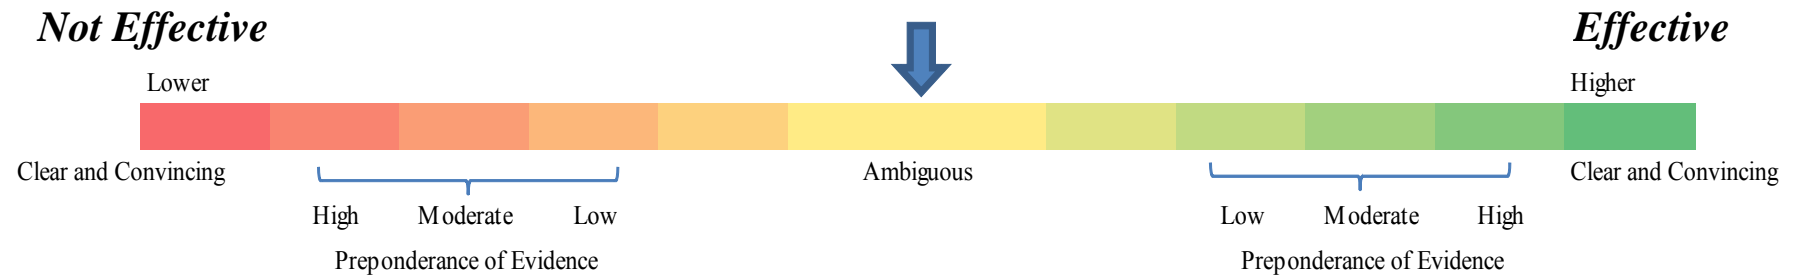 Not Effective
Effective
Lower
Higher
Clear and Convincing
Ambiguous
Clear and Convincing
High
Moderate
Low
Low
Moderate
High
Preponderance of Evidence
Preponderance of Evidence